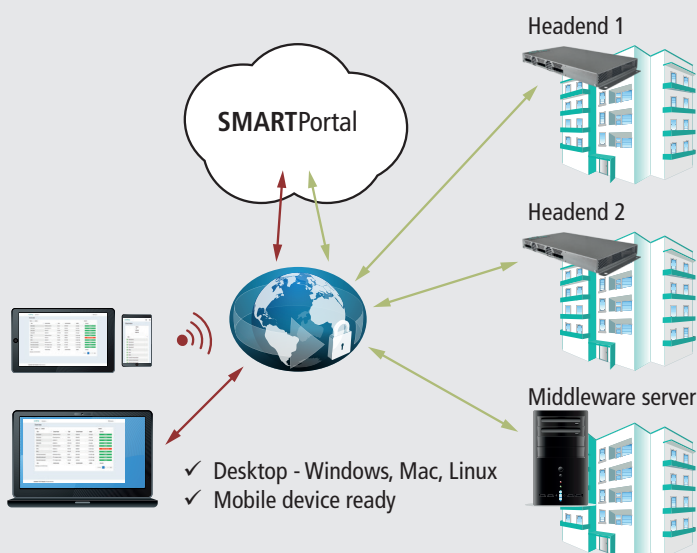 Headend 1
SMARTPortal
Headend 2
Middleware server
✓ Desktop - Windows, Mac, Linux
✓ Mobile device ready